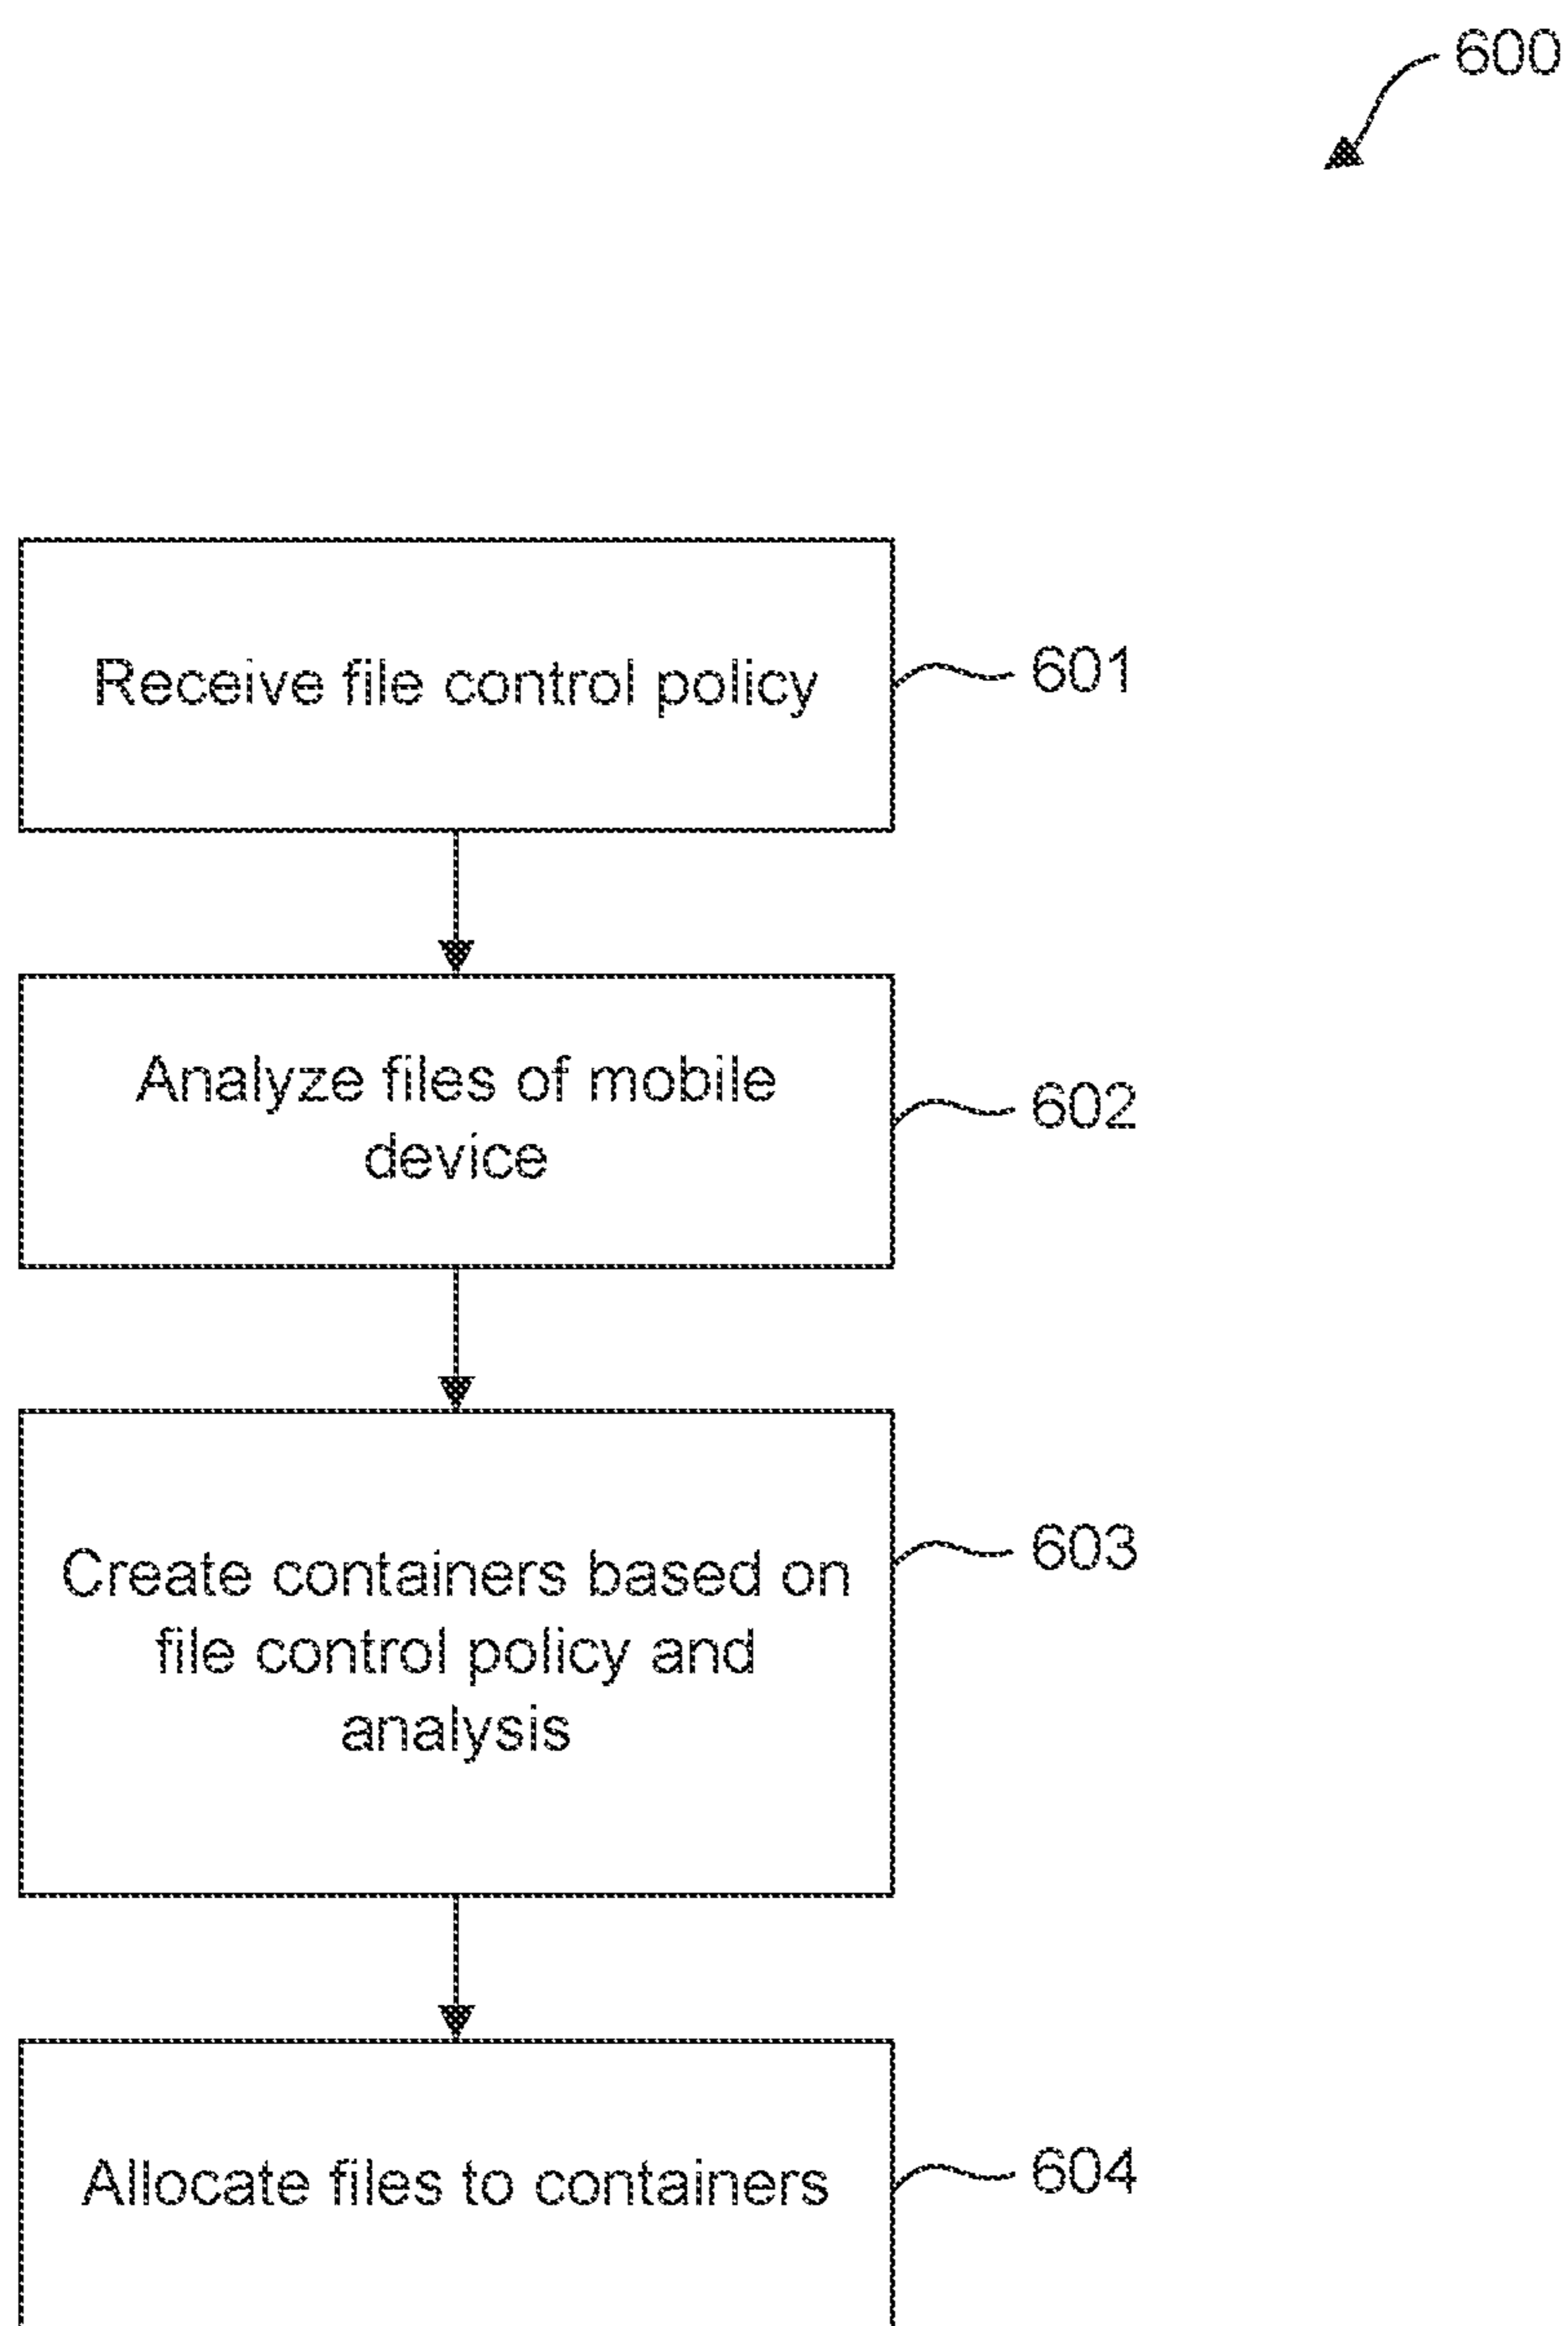 600
Receive file control policy
601
Analyze files of mobile
device
602
Create containers based on
file control policy and
analysis
603
Allocate files to containers
604